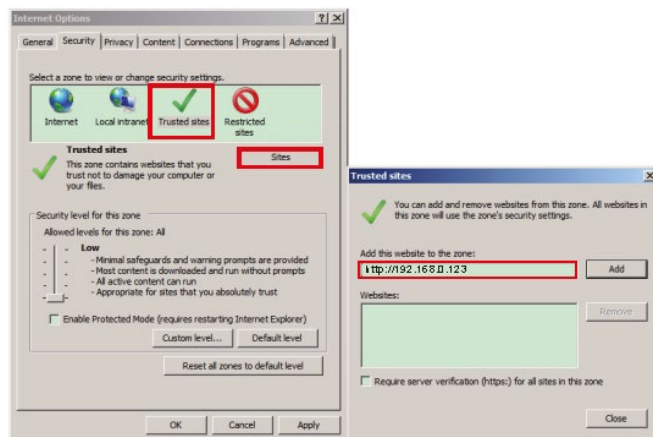 Internet Options
General Security Privacy Content Connections Programs Advanced
Select a zone to view or change security settings.
Internet Local intranet Trusted sites Restricted sites
Trusted sites
This zone contains websites that you
trust not to damage your computer or
your files.
Sites
Security level for this zone
Allowed levels for this zone: All
Low
- Minimal safeguards and warning prompts are provided
- Most content is downloaded and run without prompts
- All active content can run
- Appropriate for sites that you absolutely trust
Enable Protected Mode (requires restarting Internet Explorer)
Custom level... Default level
Reset all zones to default level
OK Cancel Apply
Trusted sites
You can add and remove websites from this zone. All websites in
this zone will use the zone's security settings.
Add this website to the zone:
http://192.168.0.123 Add
Websites:
Remove
Require server verification (https:) for all sites in this zone
Close